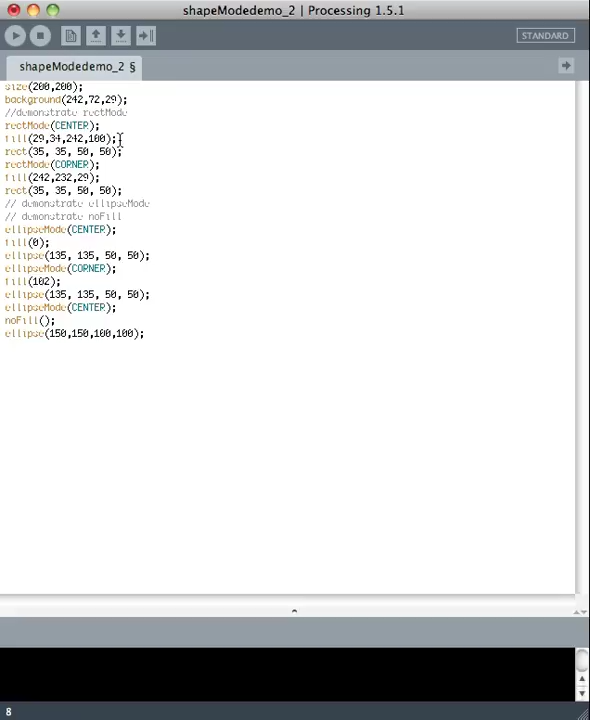 shapeModedemo_2 | Processing 1.5.1
STANDARD
shapeModedemo_2 §
size(200,200);
background(242,72,29);
//demonstrate rectMode
rectMode(CENTER);
fill(29,34,242,100);
rect(35, 35, 50, 50);
rectMode(CORNER);
fill(242,232,29);
rect(35, 35, 50, 50);
// demonstrate ellipseMode
// demonstrate noFill
ellipseMode(CENTER);
fill(0);
ellipse(135, 135, 50, 50);
ellipseMode(CORNER);
fill(102);
ellipse(135, 135, 50, 50);
ellipseMode(CENTER);
noFill();
ellipse(150,150,100,100);
8